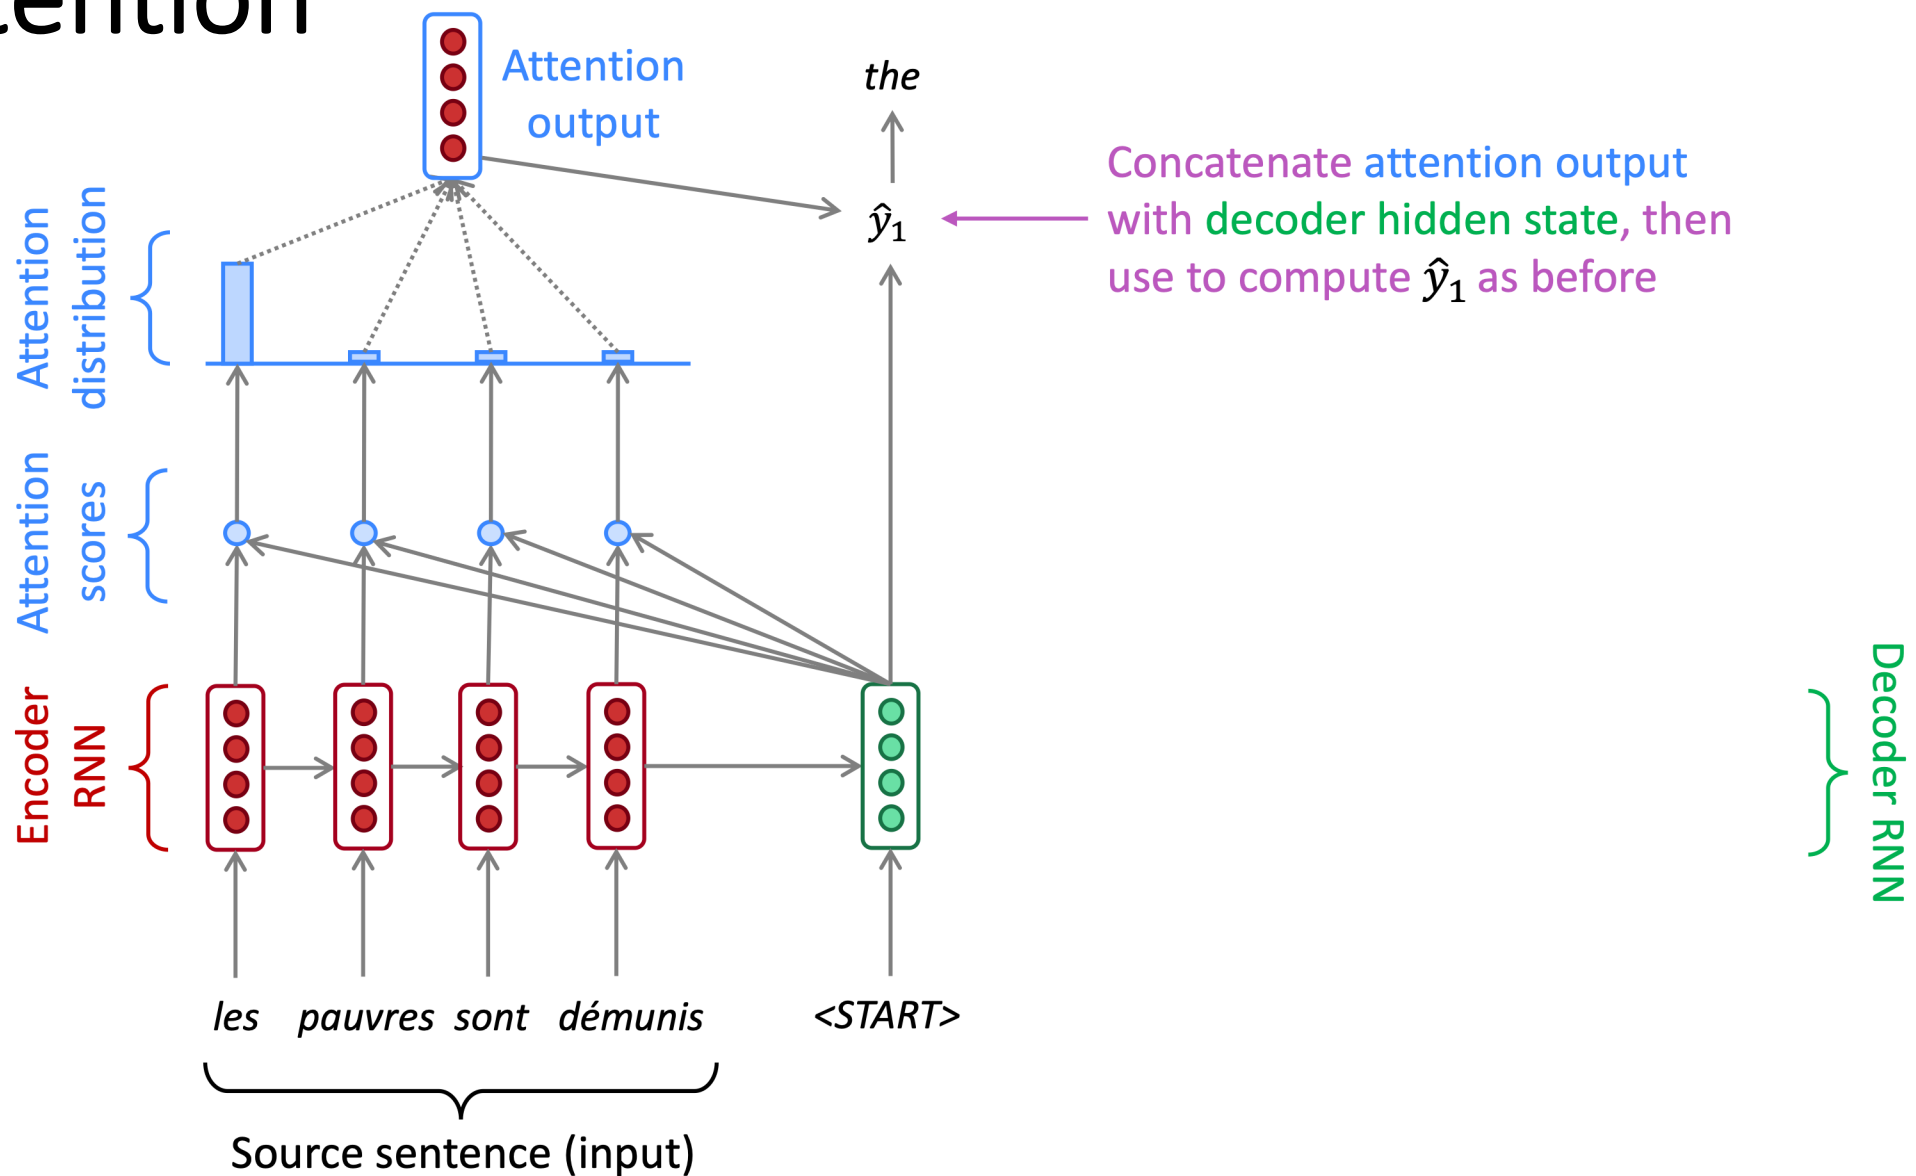 tention
Attention
output
the
Concatenate attention output
with decoder hidden state, then
use to compute ŷ₁ as before
ŷ₁
Attention
distribution
Attention
scores
Encoder
RNN
Decoder RNN
les pauvres sont démunis <START>
Source sentence (input)